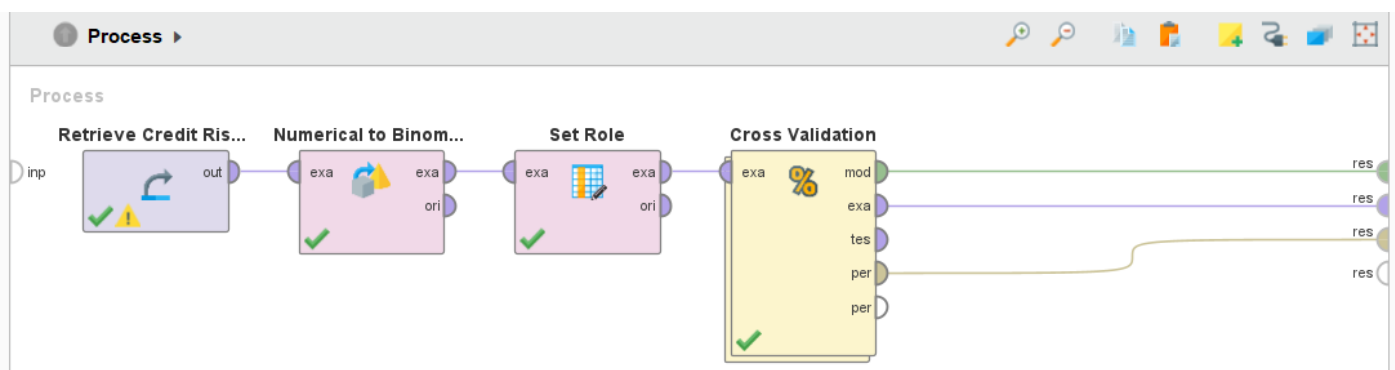 Process
Process
Retrieve Credit Ris... Numerical to Binom... Set Role Cross Validation
inp out exa exa exa exa exa mod res
ori ori exa res
tes res
per res
per